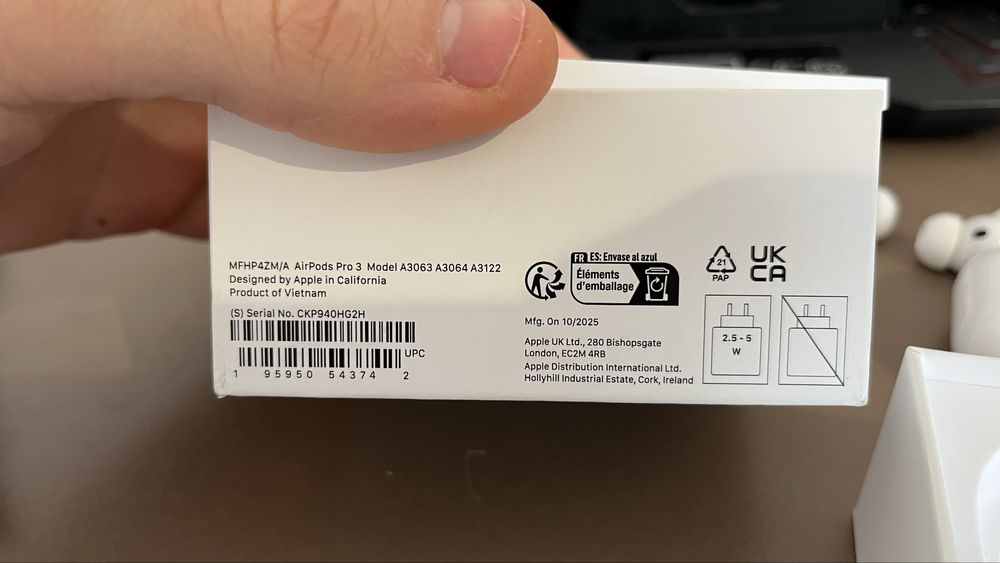 MFHP4ZM/A AirPods Pro 3 Model A3063 A3064 A3122
Designed by Apple in California
Product of Vietnam
(S) Serial No. CKP940HG2H
UPC
1 95950 54374 2
FR ES: Envase al azul
Éléments
d'emballage
Mfg. On 10/2025
Apple UK Ltd., 280 Bishopsgate
London, EC2M 4RB
Apple Distribution International Ltd.
Hollyhill Industrial Estate, Cork, Ireland
21
PAP
UK
CA
2.5 - 5
W